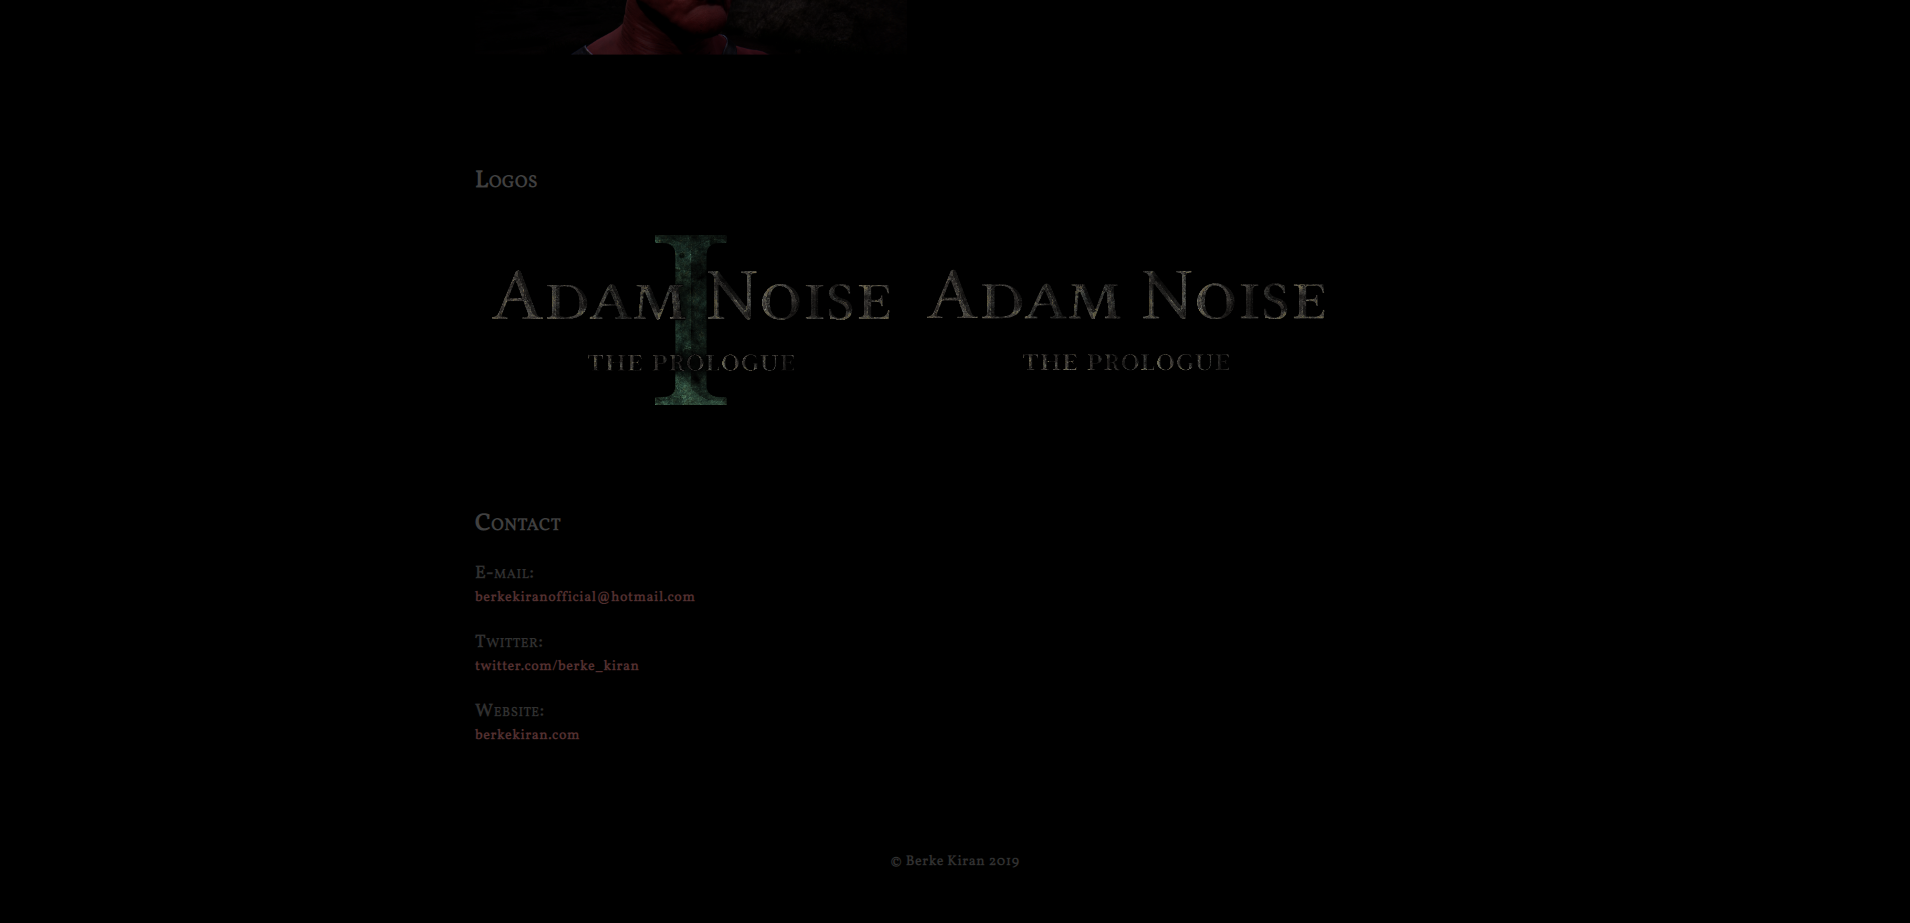 Logos
Adam Noise
THE PROLOGUE
I
Adam Noise
THE PROLOGUE
Contact
E-mail:
berkekiranofficial@hotmail.com
Twitter:
twitter.com/berke_kiran
Website:
berkekiran.com
© Berke Kiran 2019